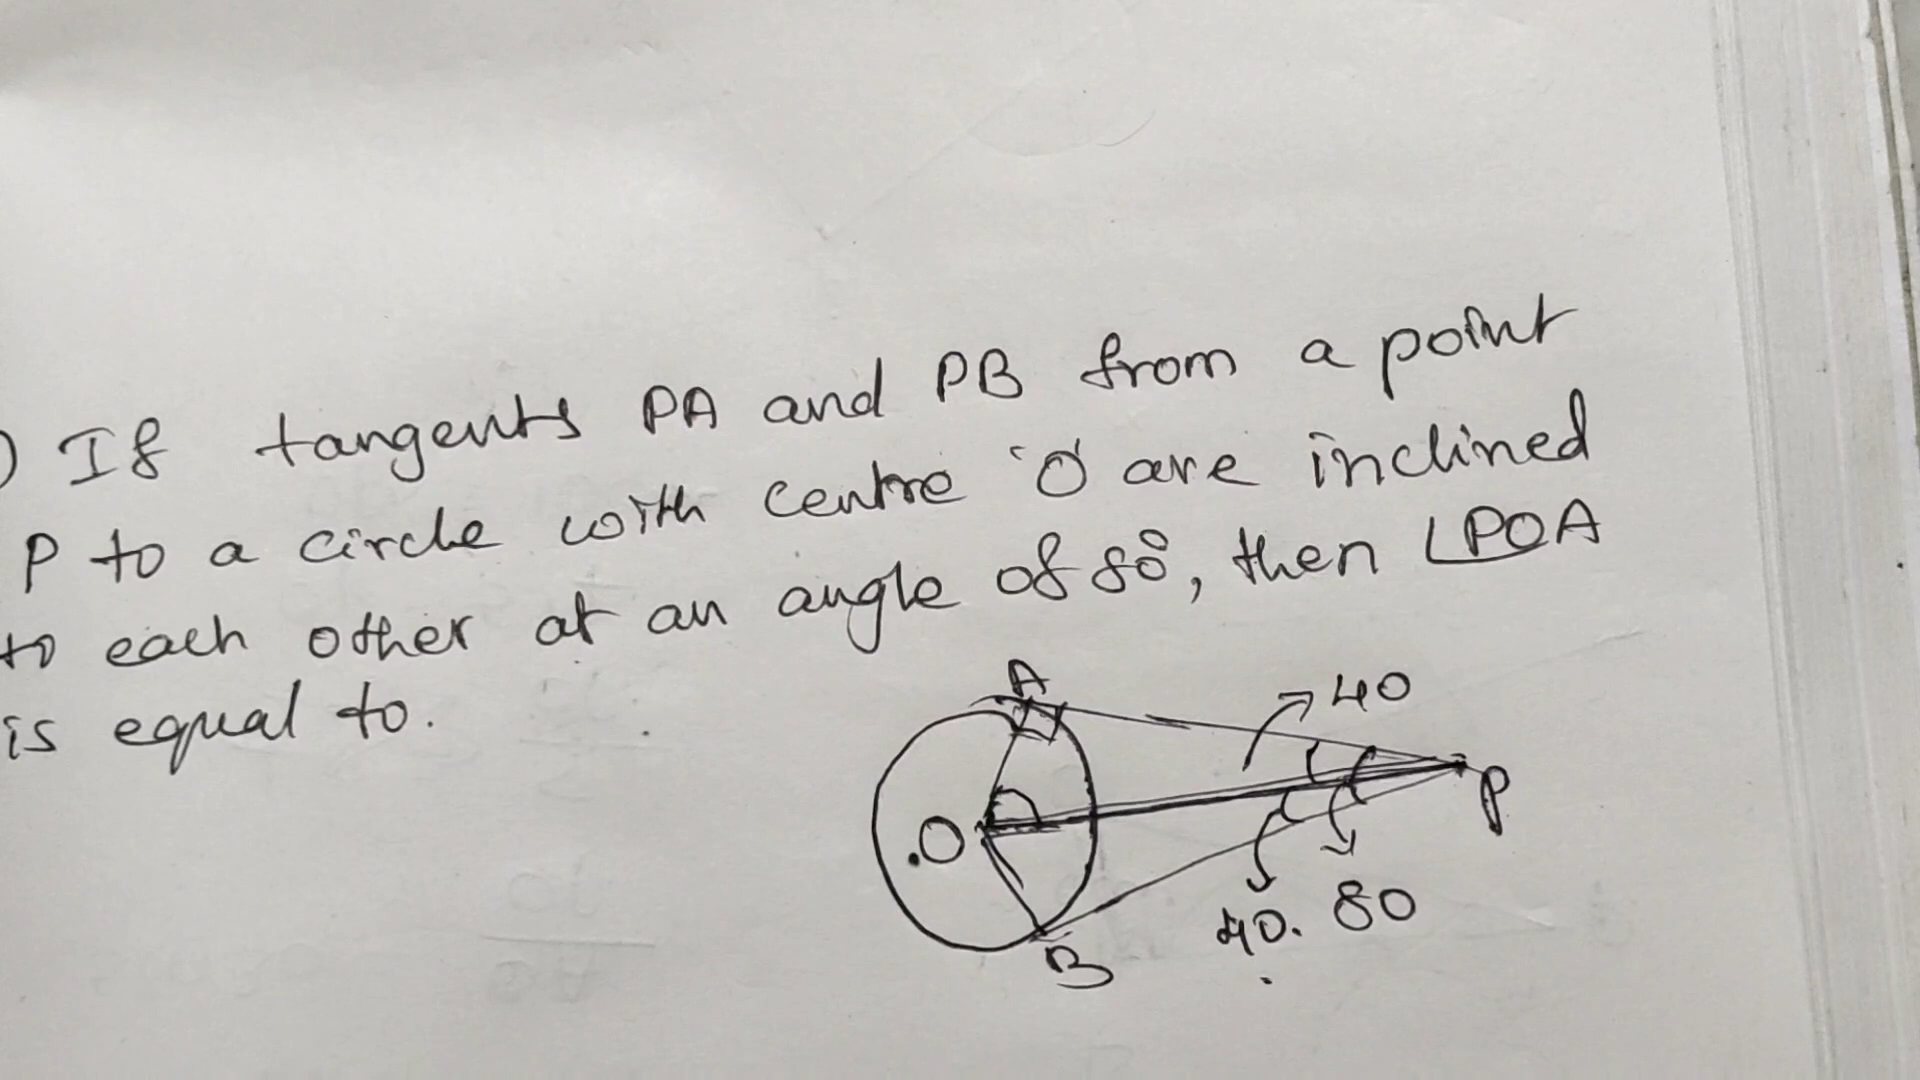 ) If tangents PA and PB from a point
P to a circle with centre 'O' are inclined
to each other at an angle of 80°, then ∠POA
is equal to.
A
40
P
.O
40. 80
B